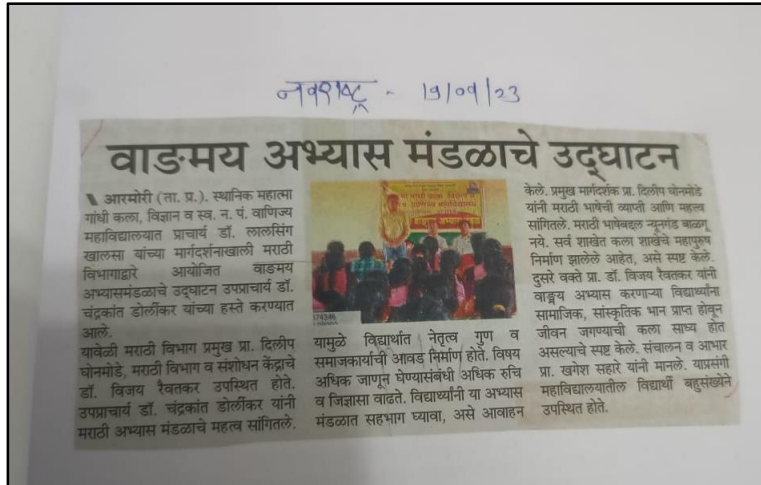 नवराष्ट्र - 19/09/23
वाङमय अभ्यास मंडळाचे उद्‌घाटन
आरमोरी (ता. प्र.). स्थानिक महात्मा
गांधी कला, विज्ञान व स्व. न. पं. वाणिज्य
महाविद्यालयात प्राचार्य डॉ. लालसिंग
खालसा यांच्या मार्गदर्शनाखाली मराठी
विभागाद्वारे आयोजित वाङमय
अभ्यासमंडळाचे उद्‌घाटन उपप्राचार्य डॉ.
चंद्रकांत डोर्लीकर यांच्या हस्ते करण्यात
आले.
यावेळी मराठी विभाग प्रमुख प्रा. दिलीप
घोनमोडे, मराठी विभाग व संशोधन केंद्राचे
डॉ. विजय रैवतकर उपस्थित होते.
उपप्राचार्य डॉ. चंद्रकांत डोर्लीकर यांनी
मराठी अभ्यास मंडळाचे महत्व सांगितले.
374346
यामुळे विद्यार्थात नेतृत्व गुण व
समाजकार्याची आवड निर्माण होते. विषय
अधिक जाणून घेण्यासंबंधी अधिक रुचि
व जिज्ञासा वाढते. विद्यार्थ्यांनी या अभ्यास
मंडळात सहभाग घ्यावा, असे आवाहन
केले. प्रमुख मार्गदर्शक प्रा. दिलीप घोनमोडे
यांनी मराठी भाषेची व्याप्ती आणि महत्त्व
सांगितले. मराठी भाषेबद्दल न्यूनगंड बाळगू
नये. सर्व शाखेत कला शाखेचे महापुरुष
निर्माण झालेले आहेत, असे स्पष्ट केले.
दुसरे वक्ते प्रा. डॉ. विजय रैवतकर यांनी
वाङ्मय अभ्यास करणाऱ्या विद्यार्थ्यांना
सामाजिक, सांस्कृतिक भान प्राप्त होवून
जीवन जगण्याची कला साध्य होत
असल्याचे स्पष्ट केले. संचालन व आभार
प्रा. खगेश सहारे यांनी मानले. याप्रसंगी
महाविद्यालयातील विद्यार्थी बहुसंख्येने
उपस्थित होते.